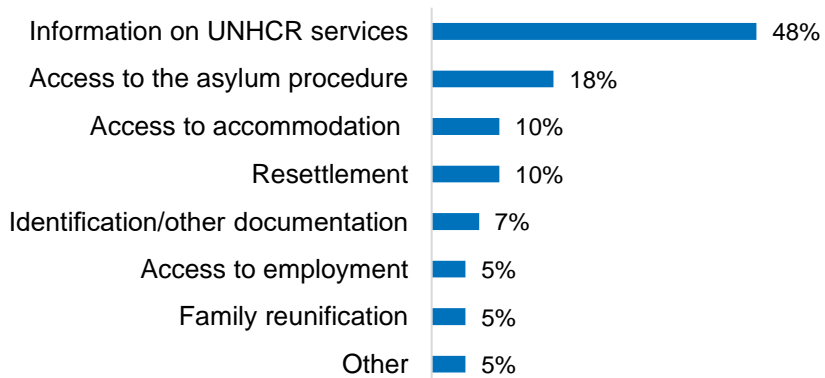 Information on UNHCR services 48%
Access to the asylum procedure 18%
Access to accommodation 10%
Resettlement 10%
Identification/other documentation 7%
Access to employment 5%
Family reunification 5%
Other 5%